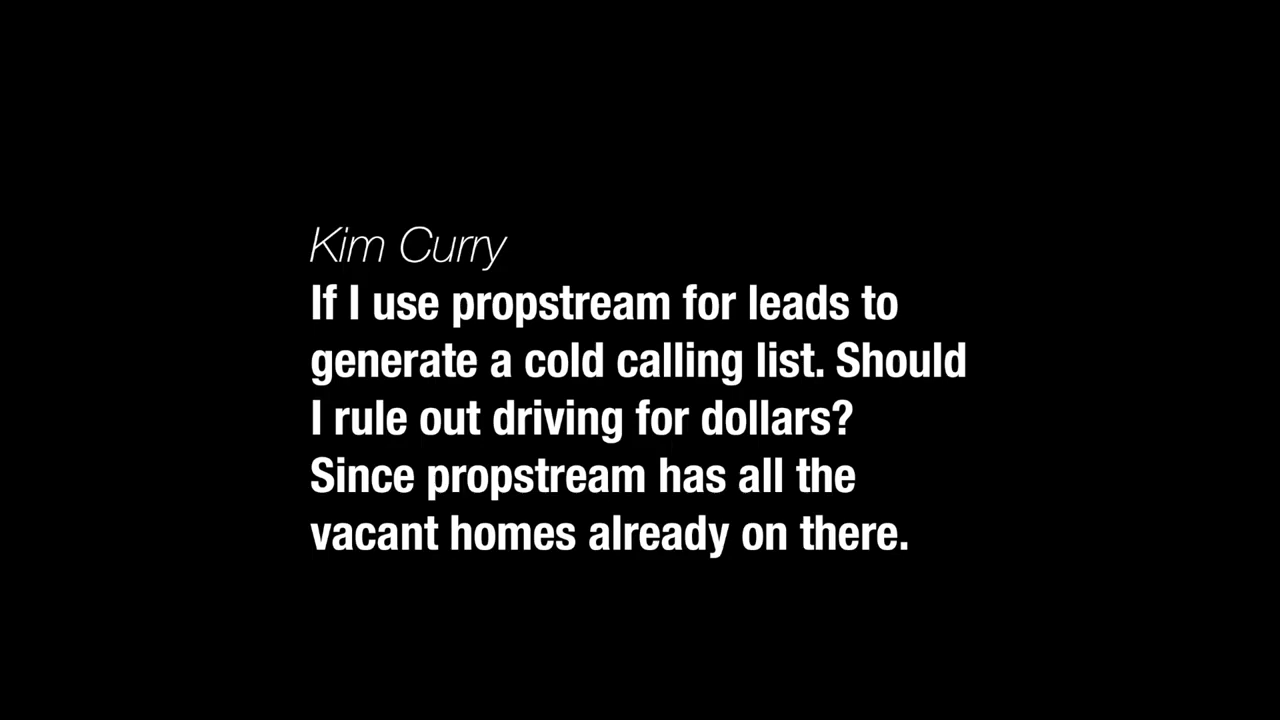 Kim Curry
If I use propstream for leads to
generate a cold calling list. Should
I rule out driving for dollars?
Since propstream has all the
vacant homes already on there.